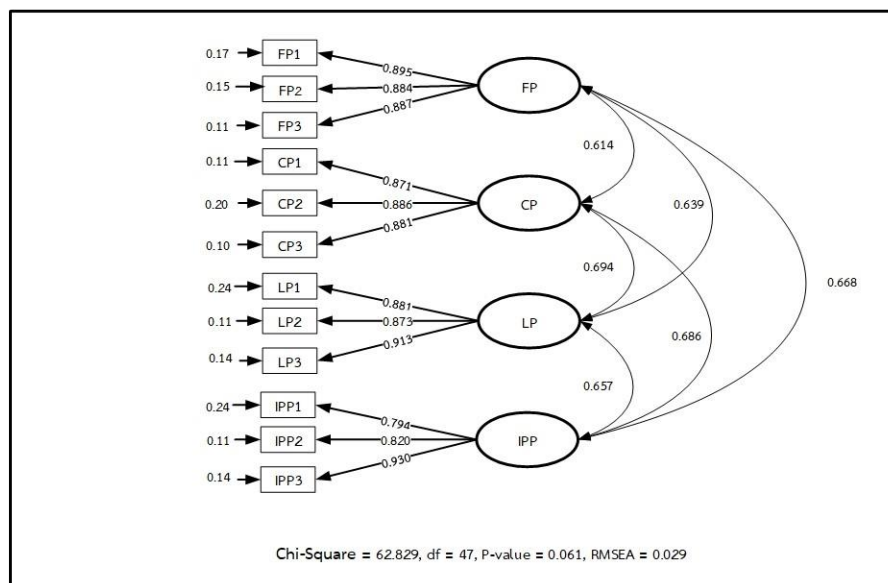 0.17 FP1 0.895
0.15 FP2 0.884 FP
0.11 FP3 0.887
0.614
0.11 CP1 0.871
0.20 CP2 0.886 CP 0.639
0.10 CP3 0.881
0.694
0.668
0.24 LP1 0.881
0.11 LP2 0.873 LP
0.686
0.14 LP3 0.913
0.657
0.24 IPP1 0.794
0.11 IPP2 0.820 IPP
0.14 IPP3 0.930
Chi-Square = 62.829, df = 47, P-value = 0.061, RMSEA = 0.029